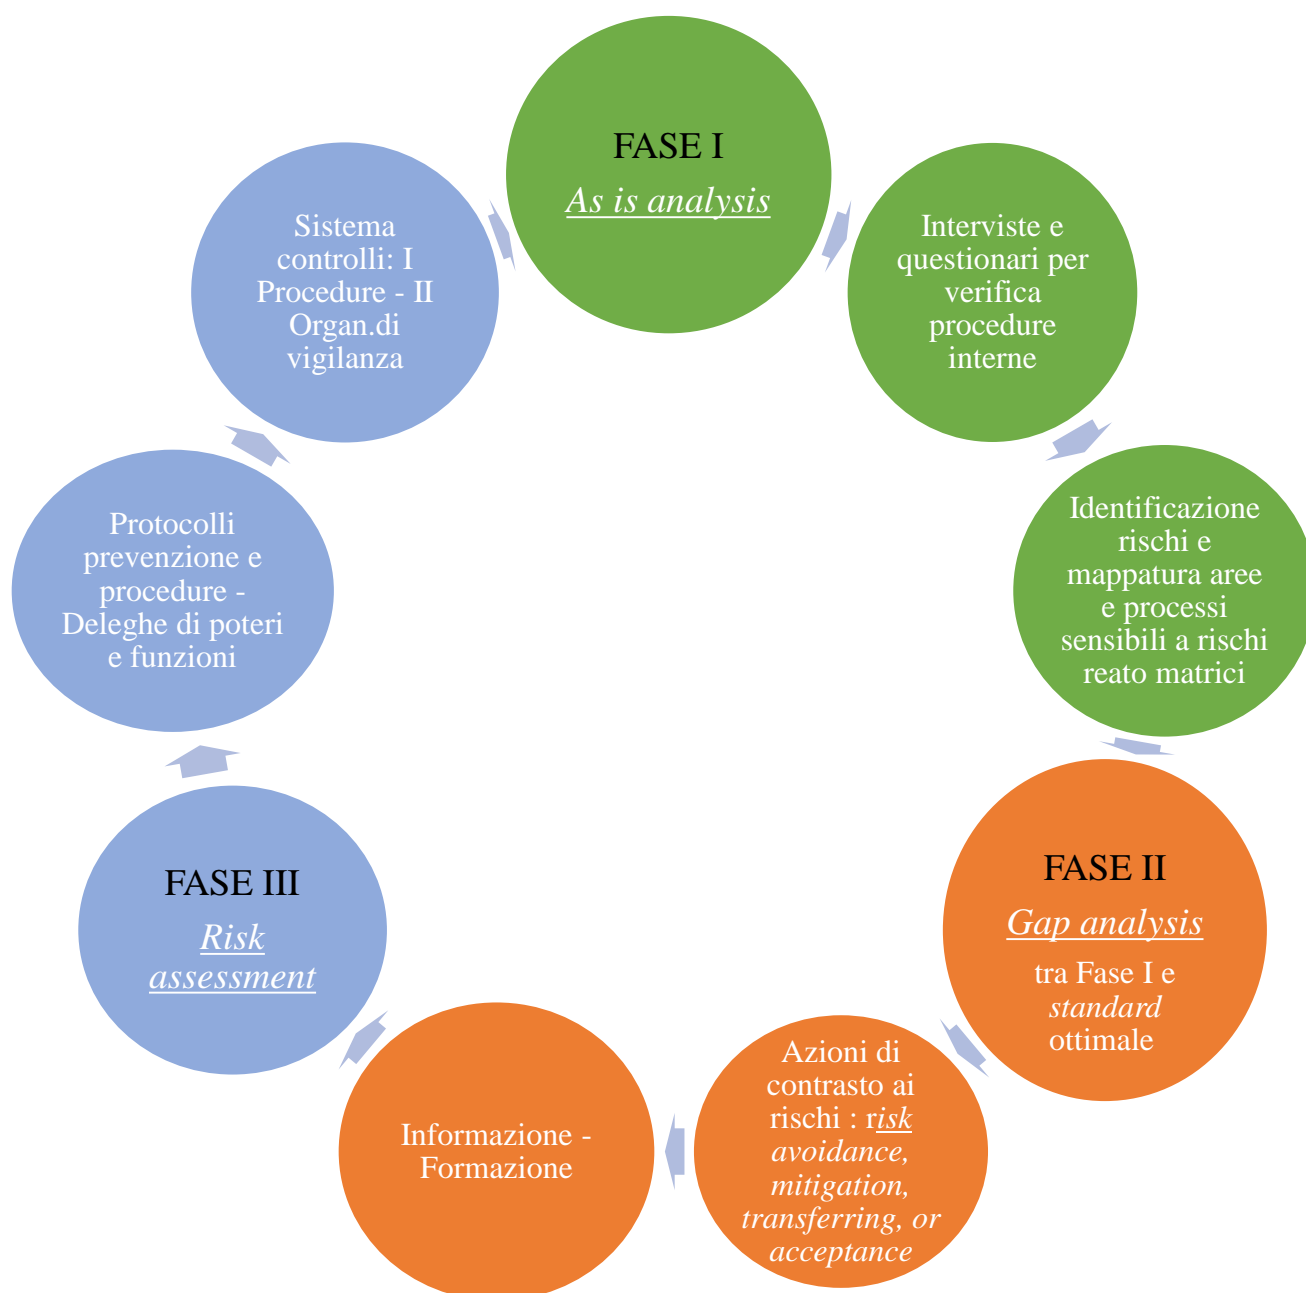 FASE I
As is analysis
Interviste e
questionari per
verifica
procedure
interne
Identificazione
rischi e
mappatura aree
e processi
sensibili a rischi
reato matrici
FASE II
Gap analysis
tra Fase I e
standard
ottimale
Azioni di
contrasto ai
rischi : risk
avoidance,
mitigation,
transferring, or
acceptance
Informazione -
Formazione
FASE III
Risk
assessment
Protocolli
prevenzione e
procedure -
Deleghe di poteri
e funzioni
Sistema
controlli: I
Procedure - II
Organ.di
vigilanza